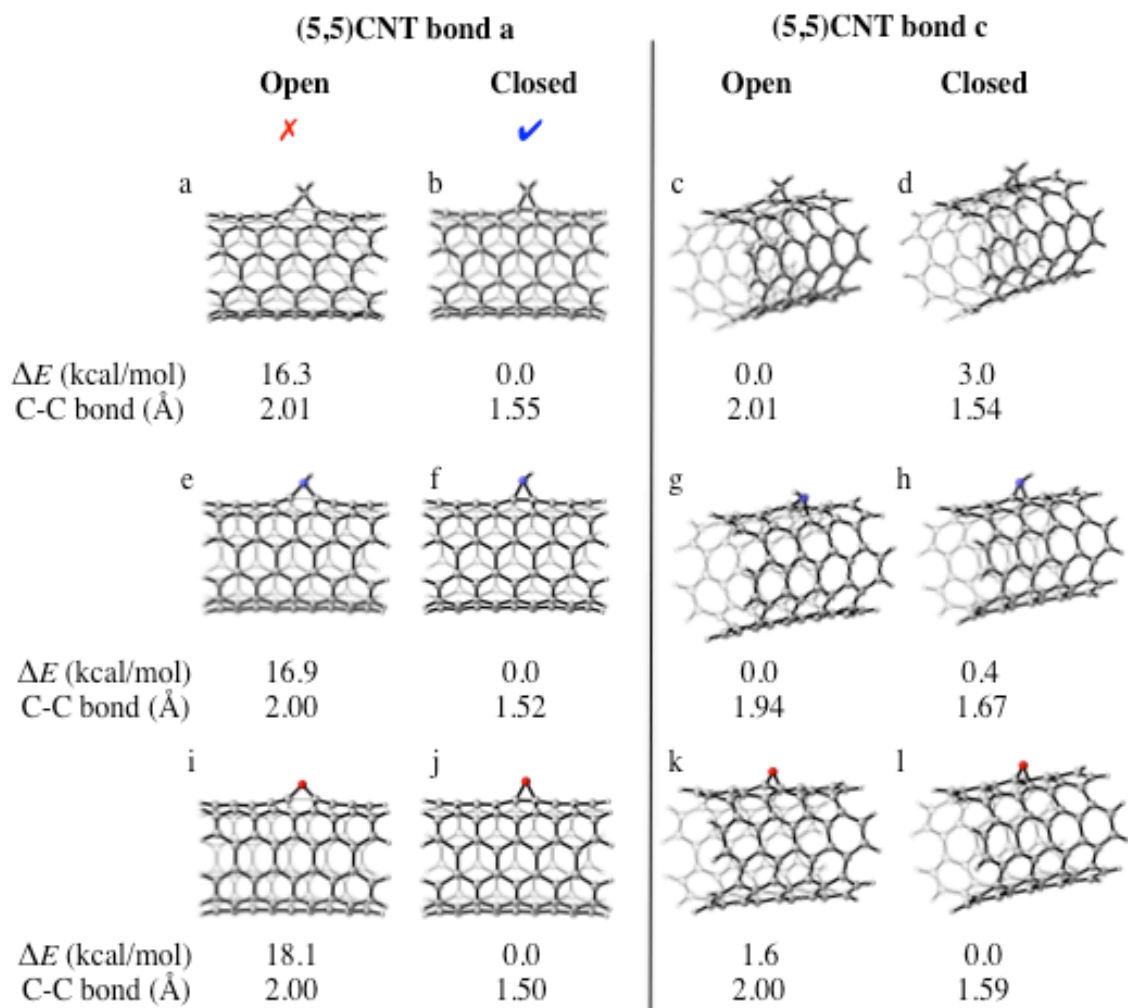 (5,5)CNT bond a (5,5)CNT bond c
Open Closed Open Closed
✗ ✔
a b c d
ΔE (kcal/mol) 16.3 0.0 0.0 3.0
C-C bond (Å) 2.01 1.55 2.01 1.54
e f g h
ΔE (kcal/mol) 16.9 0.0 0.0 0.4
C-C bond (Å) 2.00 1.52 1.94 1.67
i j k l
ΔE (kcal/mol) 18.1 0.0 1.6 0.0
C-C bond (Å) 2.00 1.50 2.00 1.59